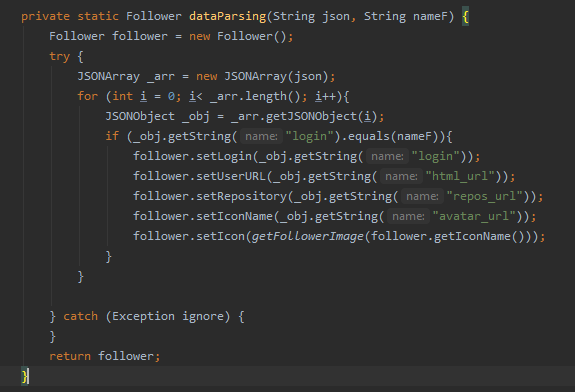 private static Follower dataParsing(String json, String nameF) {
Follower follower = new Follower();
try {
JSONArray _arr = new JSONArray(json);
for (int i = 0; i< _arr.length(); i++){
JSONObject _obj = _arr.getJSONObject(i);
if (_obj.getString( name: "login").equals(nameF)){
follower.setLogin(_obj.getString( name: "login"));
follower.setUserURL(_obj.getString( name: "html_url"));
follower.setRepository(_obj.getString( name: "repos_url"));
follower.setIconName(_obj.getString( name: "avatar_url"));
follower.setIcon(getFollowerImage(follower.getIconName()));
}
}
} catch (Exception ignore) {
}
return follower;
}